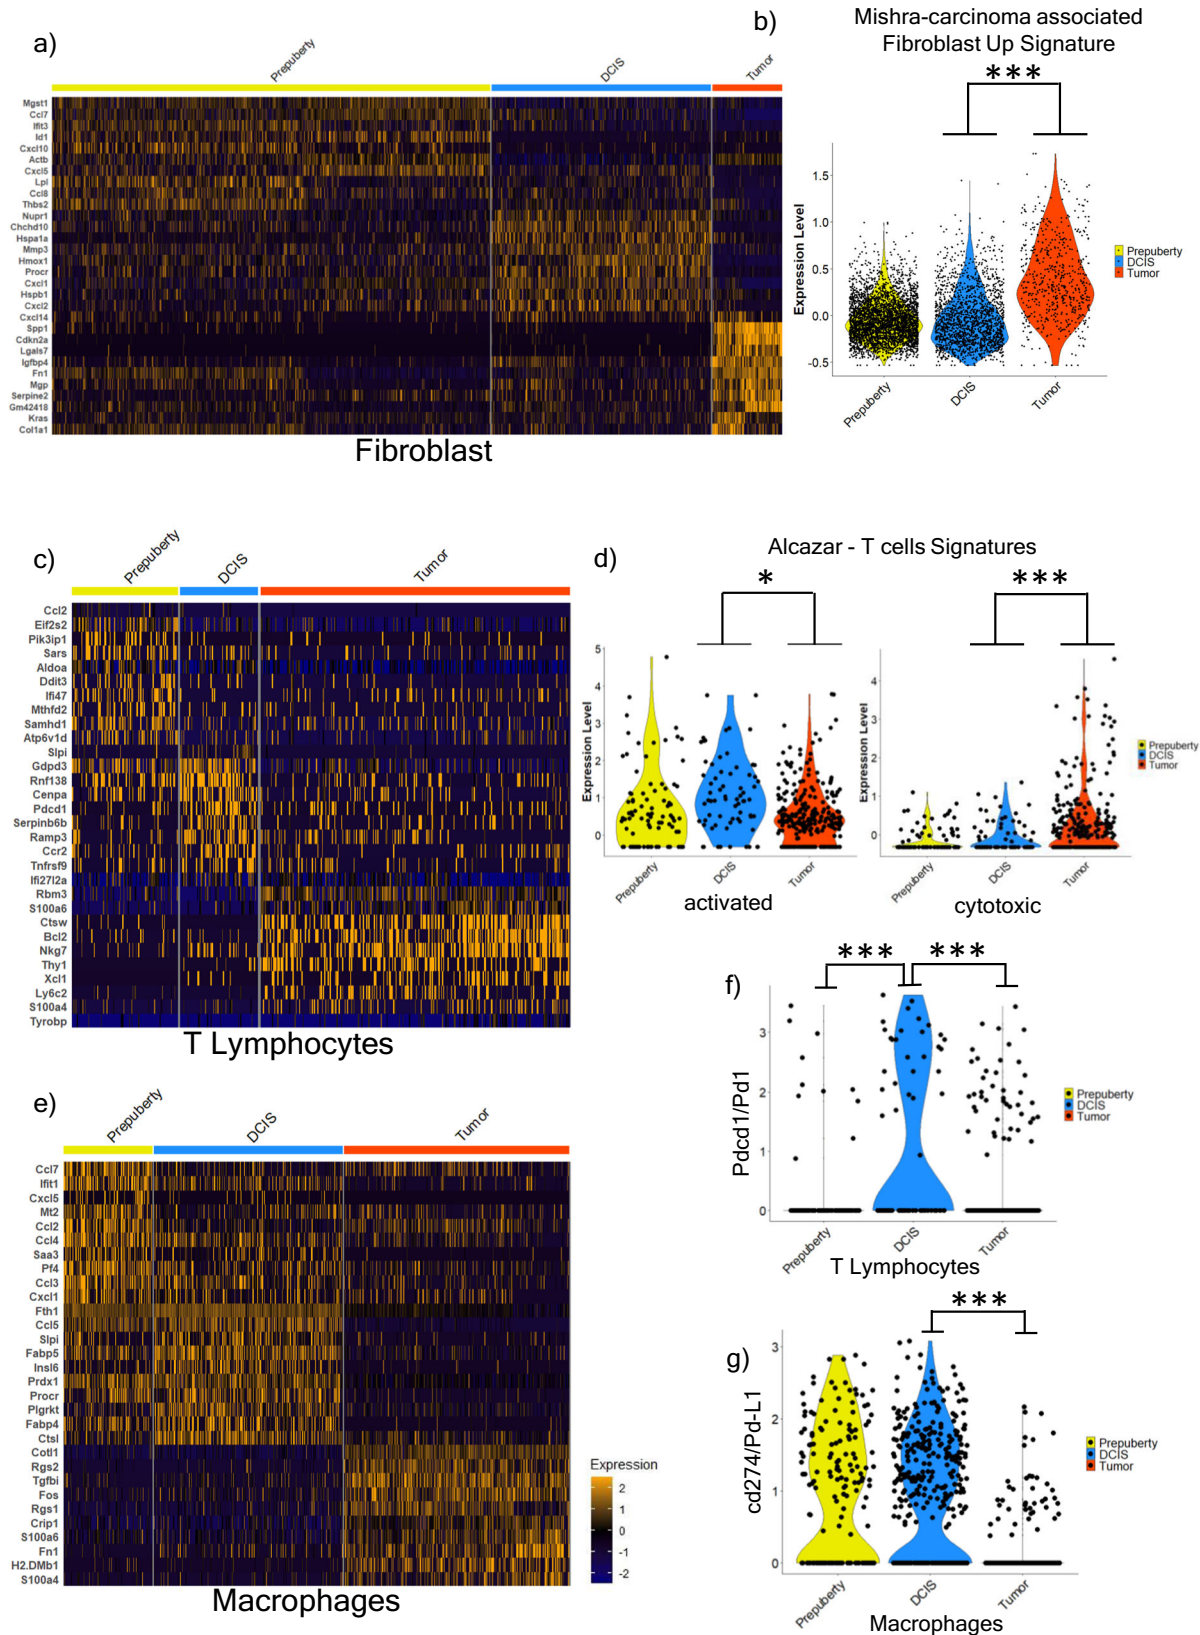 a)
Prepuberty
DCIS
Tumor
Mgst1
Ccl7
Ifit3
Id1
Cxcl10
Actb
Cxcl5
Lpl
Ccl8
Thbs2
Nupr1
Chchd10
Hspa1a
Mmp3
Hmox1
Procr
Cxcl1
Hspb1
Cxcl2
Cxcl14
Spp1
Cdkn2a
Lgals7
Igfbp4
Fn1
Mgp
Serpine2
Gm42418
Kras
Col1a1
Fibroblast
b)
Mishra-carcinoma associated
Fibroblast Up Signature
***
Expression Level
1.5
1.0
0.5
0.0
-0.5
Prepuberty
DCIS
Tumor
Prepuberty
DCIS
Tumor
c)
Prepuberty
DCIS
Tumor
Ccl2
Eif2s2
Pik3ip1
Sars
Aldoa
Ddit3
Ifi47
Mthfd2
Samhd1
Atp6v1d
Slpi
Gdpd3
Rnf138
Cenpa
Pdcd1
Serpinb6b
Ramp3
Ccr2
Tnfrsf9
Ifi27l2a
Rbm3
S100a6
Ctsw
Bcl2
Nkg7
Thy1
Xcl1
Ly6c2
S100a4
Tyrobp
T Lymphocytes
d)
Alcazar - T cells Signatures
*
Expression Level
5
4
3
2
1
0
Prepuberty
DCIS
Tumor
activated
***
Expression Level
4
3
2
1
0
Prepuberty
DCIS
Tumor
cytotoxic
Prepuberty
DCIS
Tumor
e)
Prepuberty
DCIS
Tumor
Ccl7
Ifit1
Cxcl5
Mt2
Ccl2
Ccl4
Saa3
Pf4
Ccl3
Cxcl1
Fth1
Ccl5
Slpi
Fabp5
Insl6
Prdx1
Procr
Plgrkt
Fabp4
Ctsl
Cotl1
Rgs2
Tgfbi
Fos
Rgs1
Crip1
S100a6
Fn1
H2.DMb1
S100a4
Macrophages
Expression
2
1
0
-1
-2
f)
***
***
Pdcd1/Pd1
3
2
1
0
Prepuberty
DCIS
Tumor
T Lymphocytes
Prepuberty
DCIS
Tumor
g)
***
cd274/Pd-L1
3
2
1
0
Prepuberty
DCIS
Tumor
Macrophages
Prepuberty
DCIS
Tumor